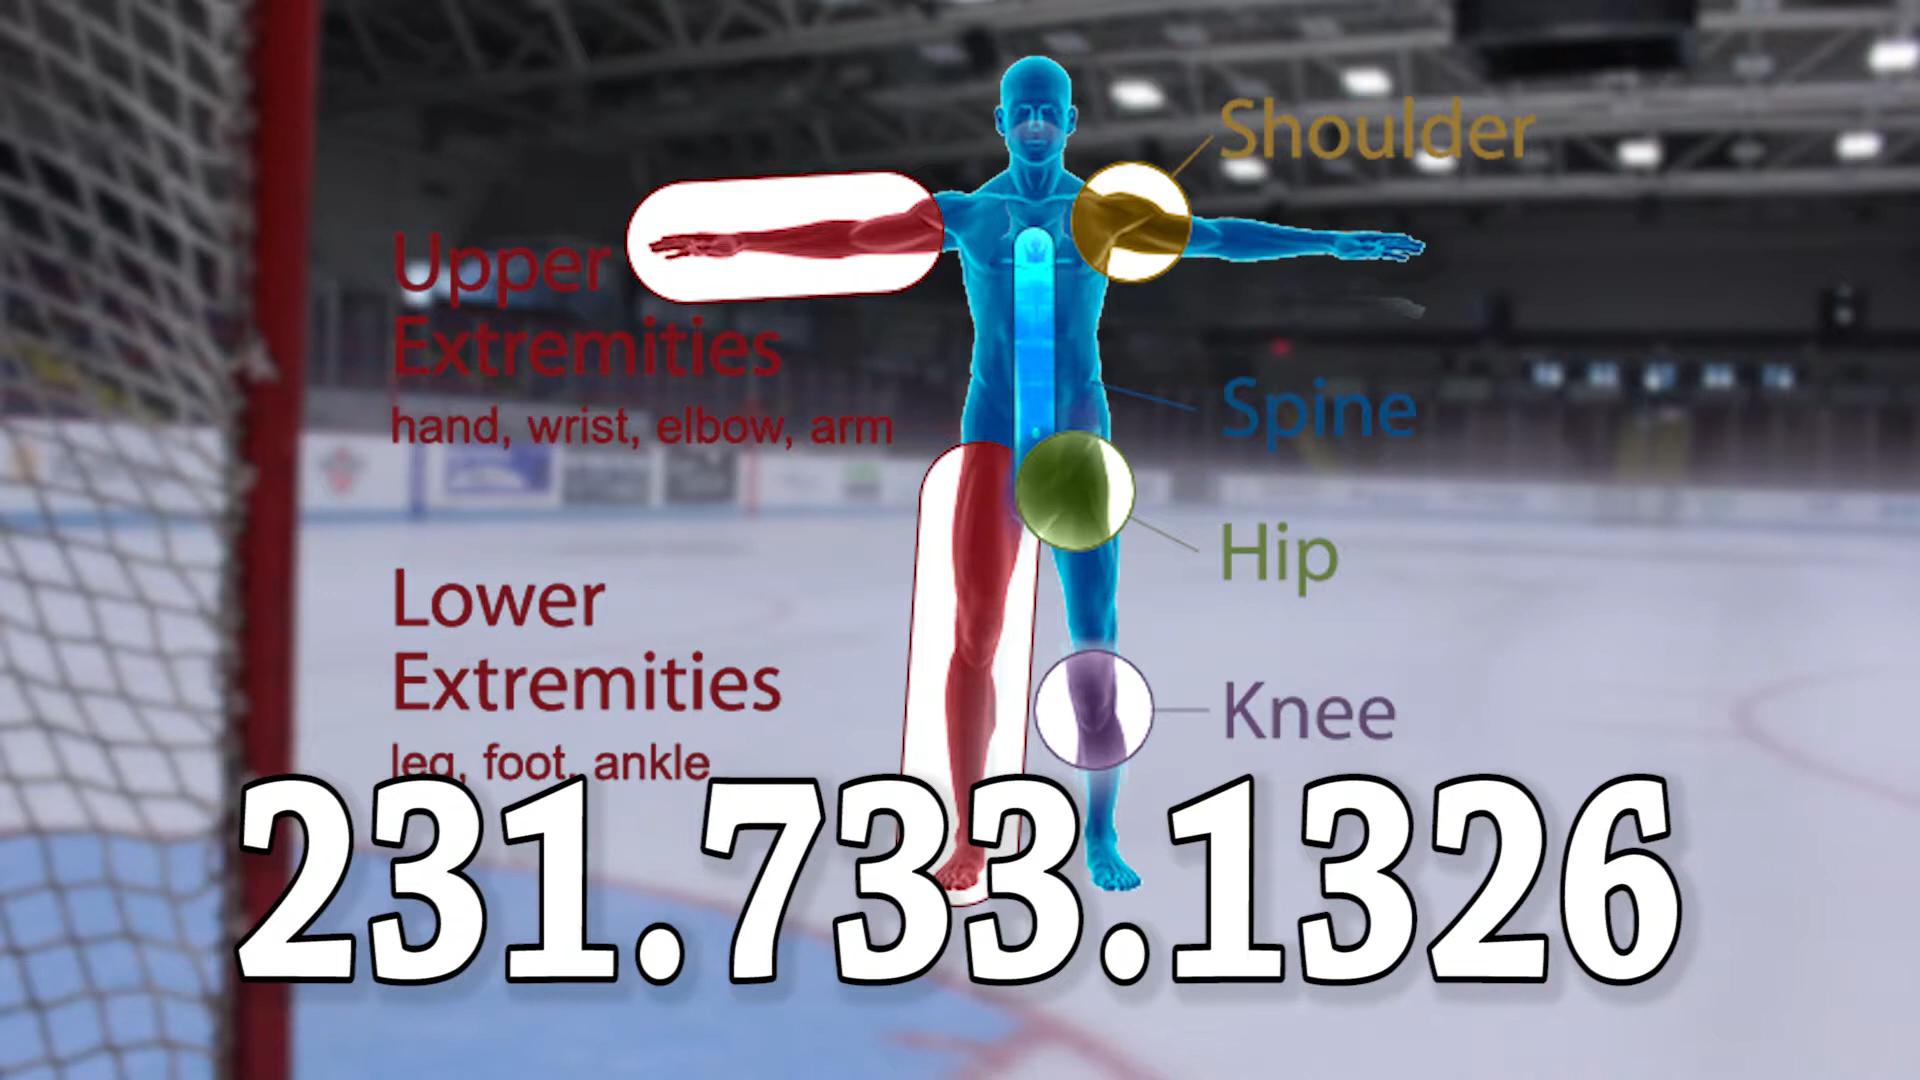 Shoulder
Upper
Extremities
hand, wrist, elbow, arm
Spine
Hip
Lower
Extremities
leg, foot, ankle
Knee
231.733.1326